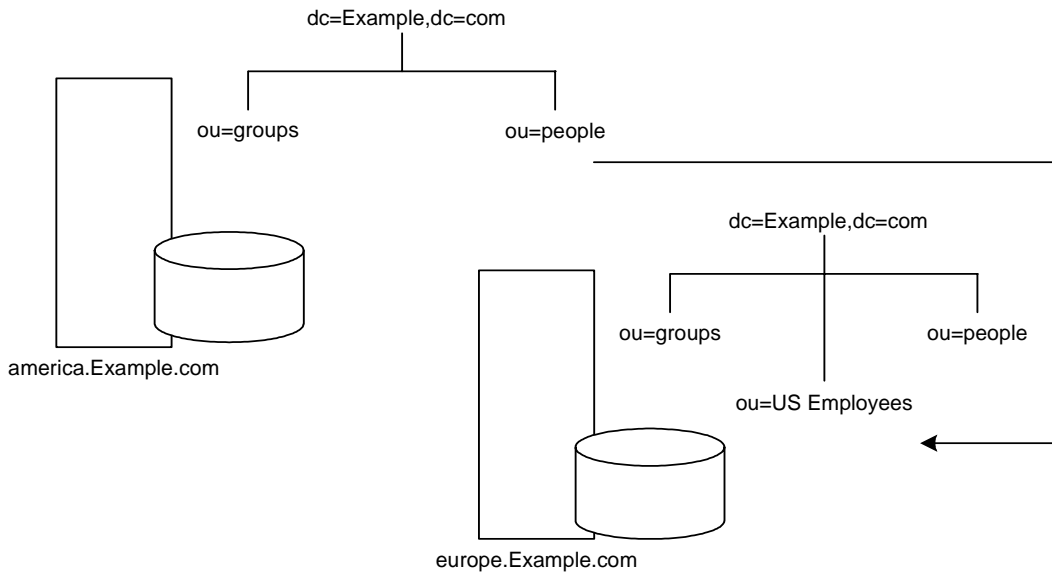 dc=Example,dc=com
ou=groups
ou=people
america.Example.com
dc=Example,dc=com
ou=groups
ou=people
ou=US Employees
europe.Example.com